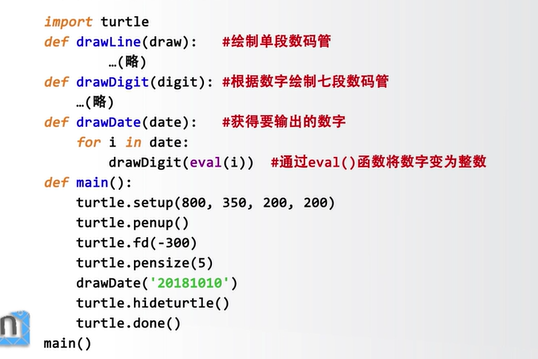 import turtle
def drawLine(draw):   #绘制单段数码管
        …(略)
def drawDigit(digit): #根据数字绘制七段数码管
    …(略)
def drawDate(date):   #获得要输出的数字
    for i in date:
        drawDigit(eval(i))  #通过eval()函数将数字变为整数
def main():
    turtle.setup(800, 350, 200, 200)
    turtle.penup()
    turtle.fd(-300)
    turtle.pensize(5)
    drawDate('20181010')
    turtle.hideturtle()
    turtle.done()
main()
n